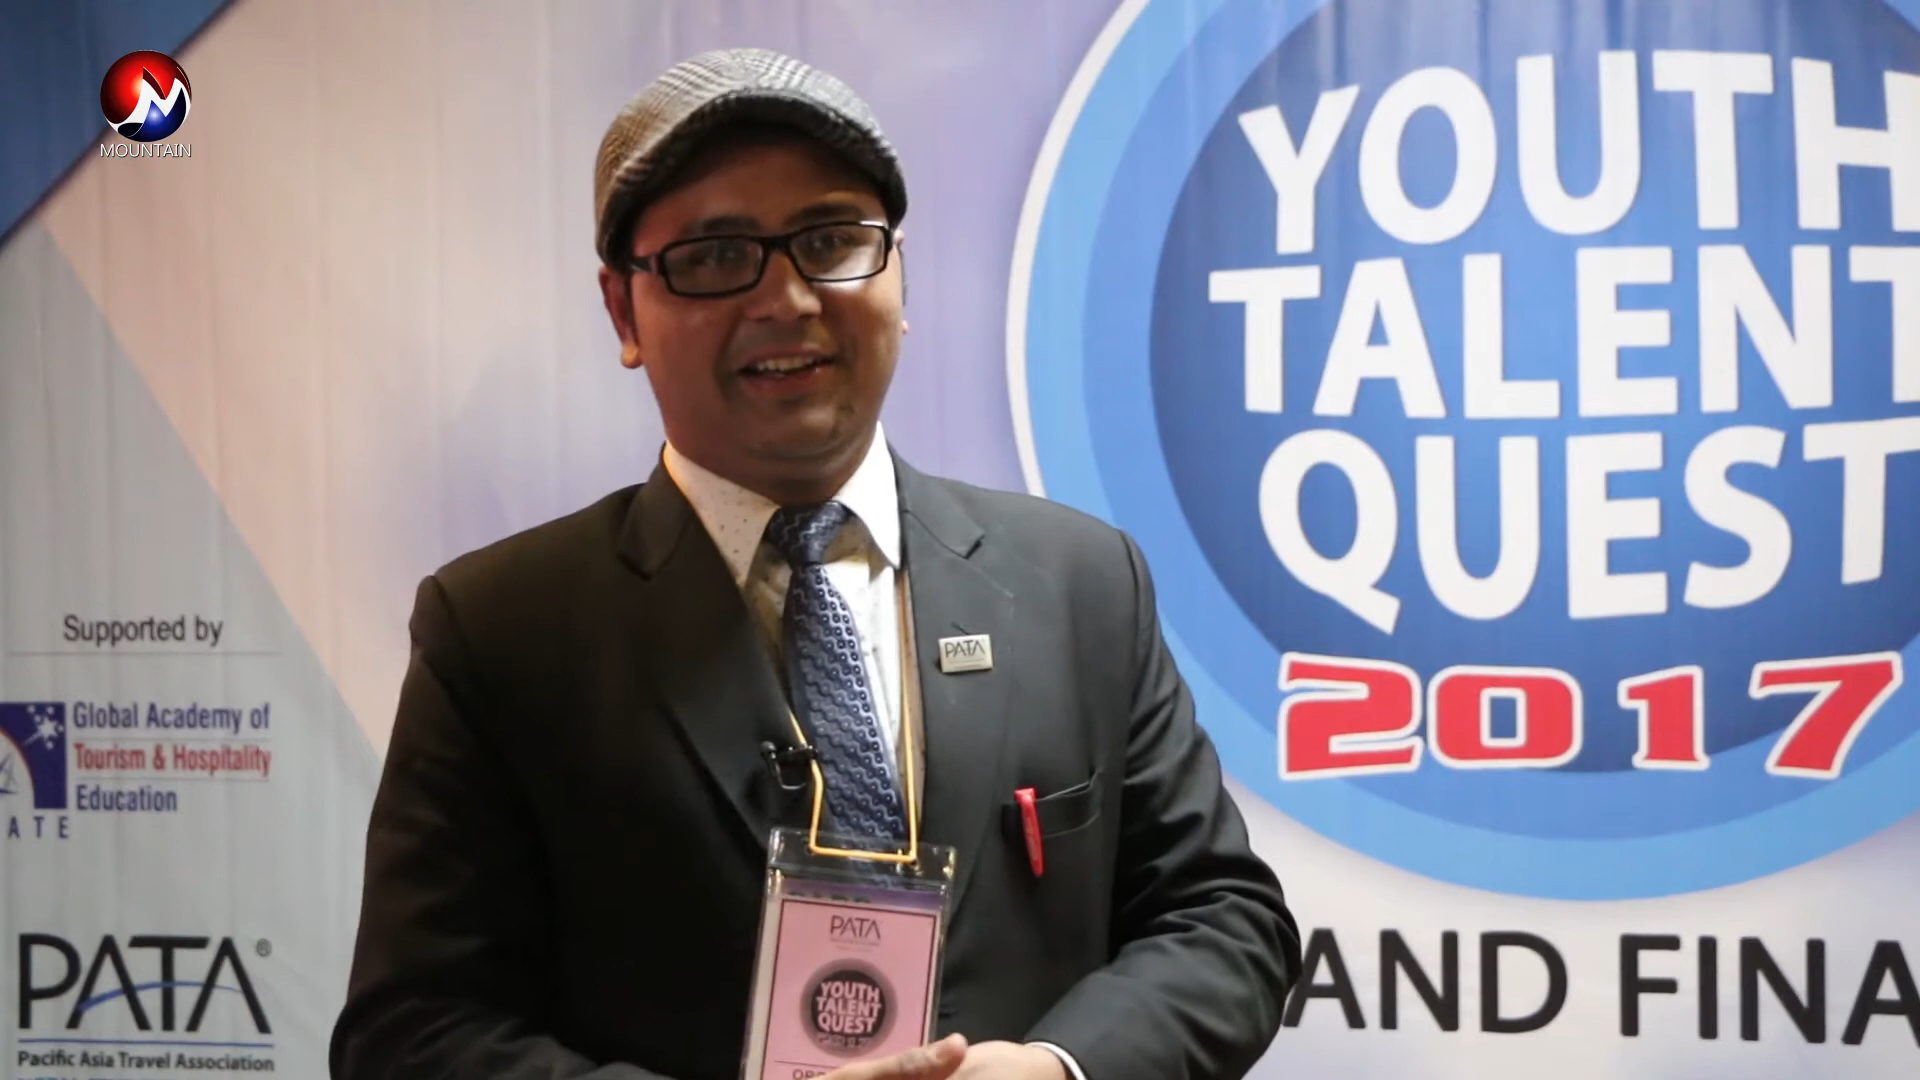 MOUNTAIN
YOUTH
TALENT
QUEST
2017
AND FINA
Supported by
Global Academy of
Tourism & Hospitality
Education
ATE
PATA®
Pacific Asia Travel Association
PATA
PATA
YOUTH
TALENT
QUEST